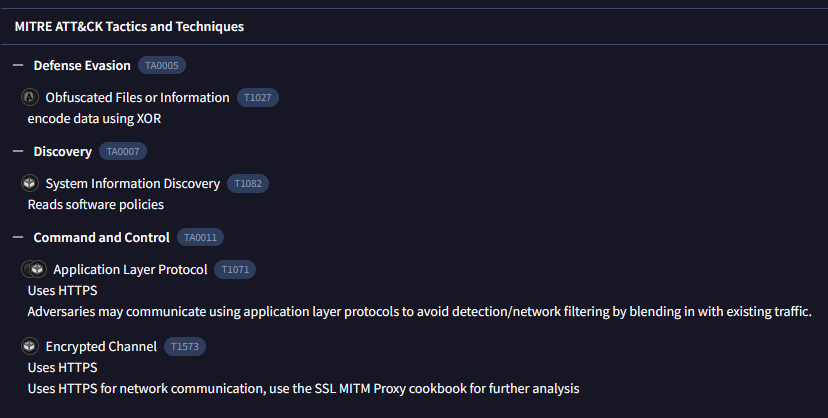 MITRE ATT&CK Tactics and Techniques
Defense Evasion TA0005
Obfuscated Files or Information T1027
encode data using XOR
Discovery TA0007
System Information Discovery T1082
Reads software policies
Command and Control TA0011
Application Layer Protocol T1071
Uses HTTPS
Adversaries may communicate using application layer protocols to avoid detection/network filtering by blending in with existing traffic.
Encrypted Channel T1573
Uses HTTPS
Uses HTTPS for network communication, use the SSL MITM Proxy cookbook for further analysis